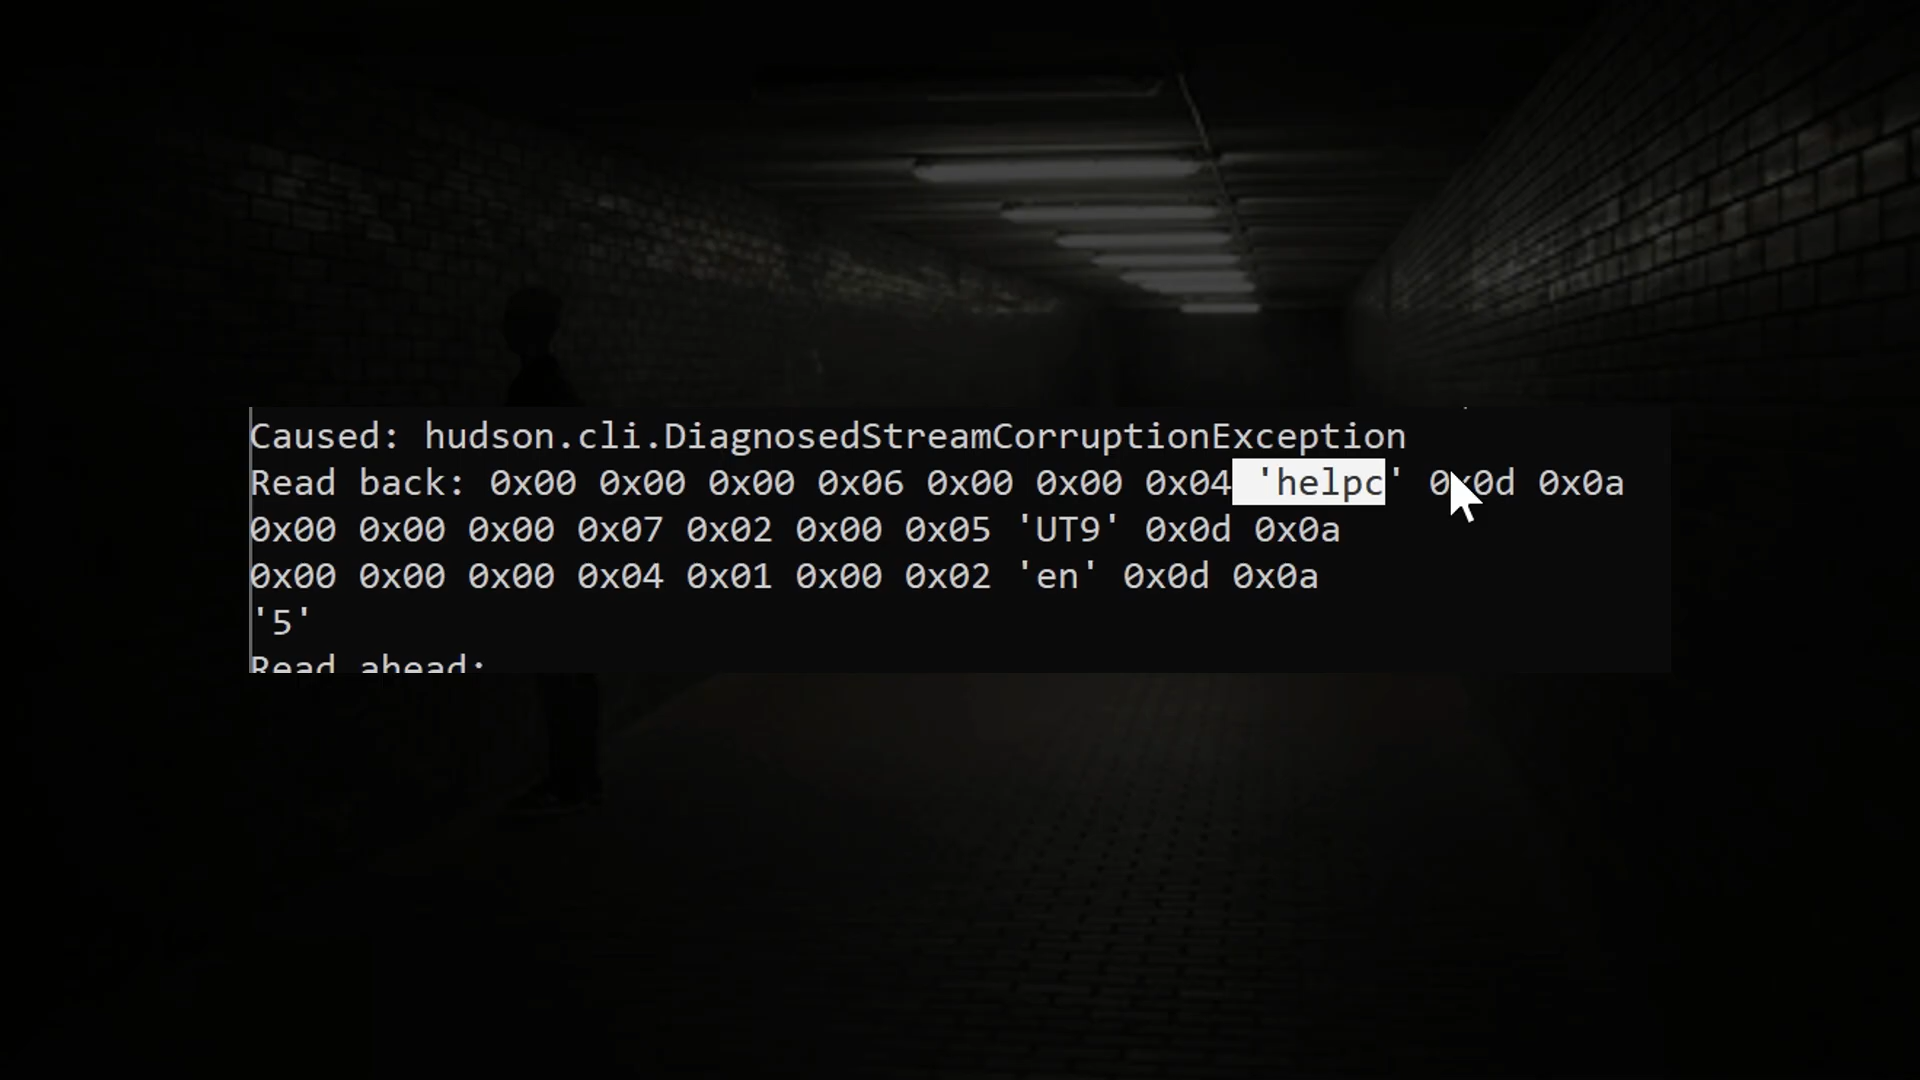 Caused: hudson.cli.DiagnosedStreamCorruptionException
Read back: 0x00 0x00 0x00 0x06 0x00 0x00 0x04 'helpc' 0x0d 0x0a
0x00 0x00 0x00 0x07 0x02 0x00 0x05 'UT9' 0x0d 0x0a
0x00 0x00 0x00 0x04 0x01 0x00 0x02 'en' 0x0d 0x0a
'5'
Read ahead: